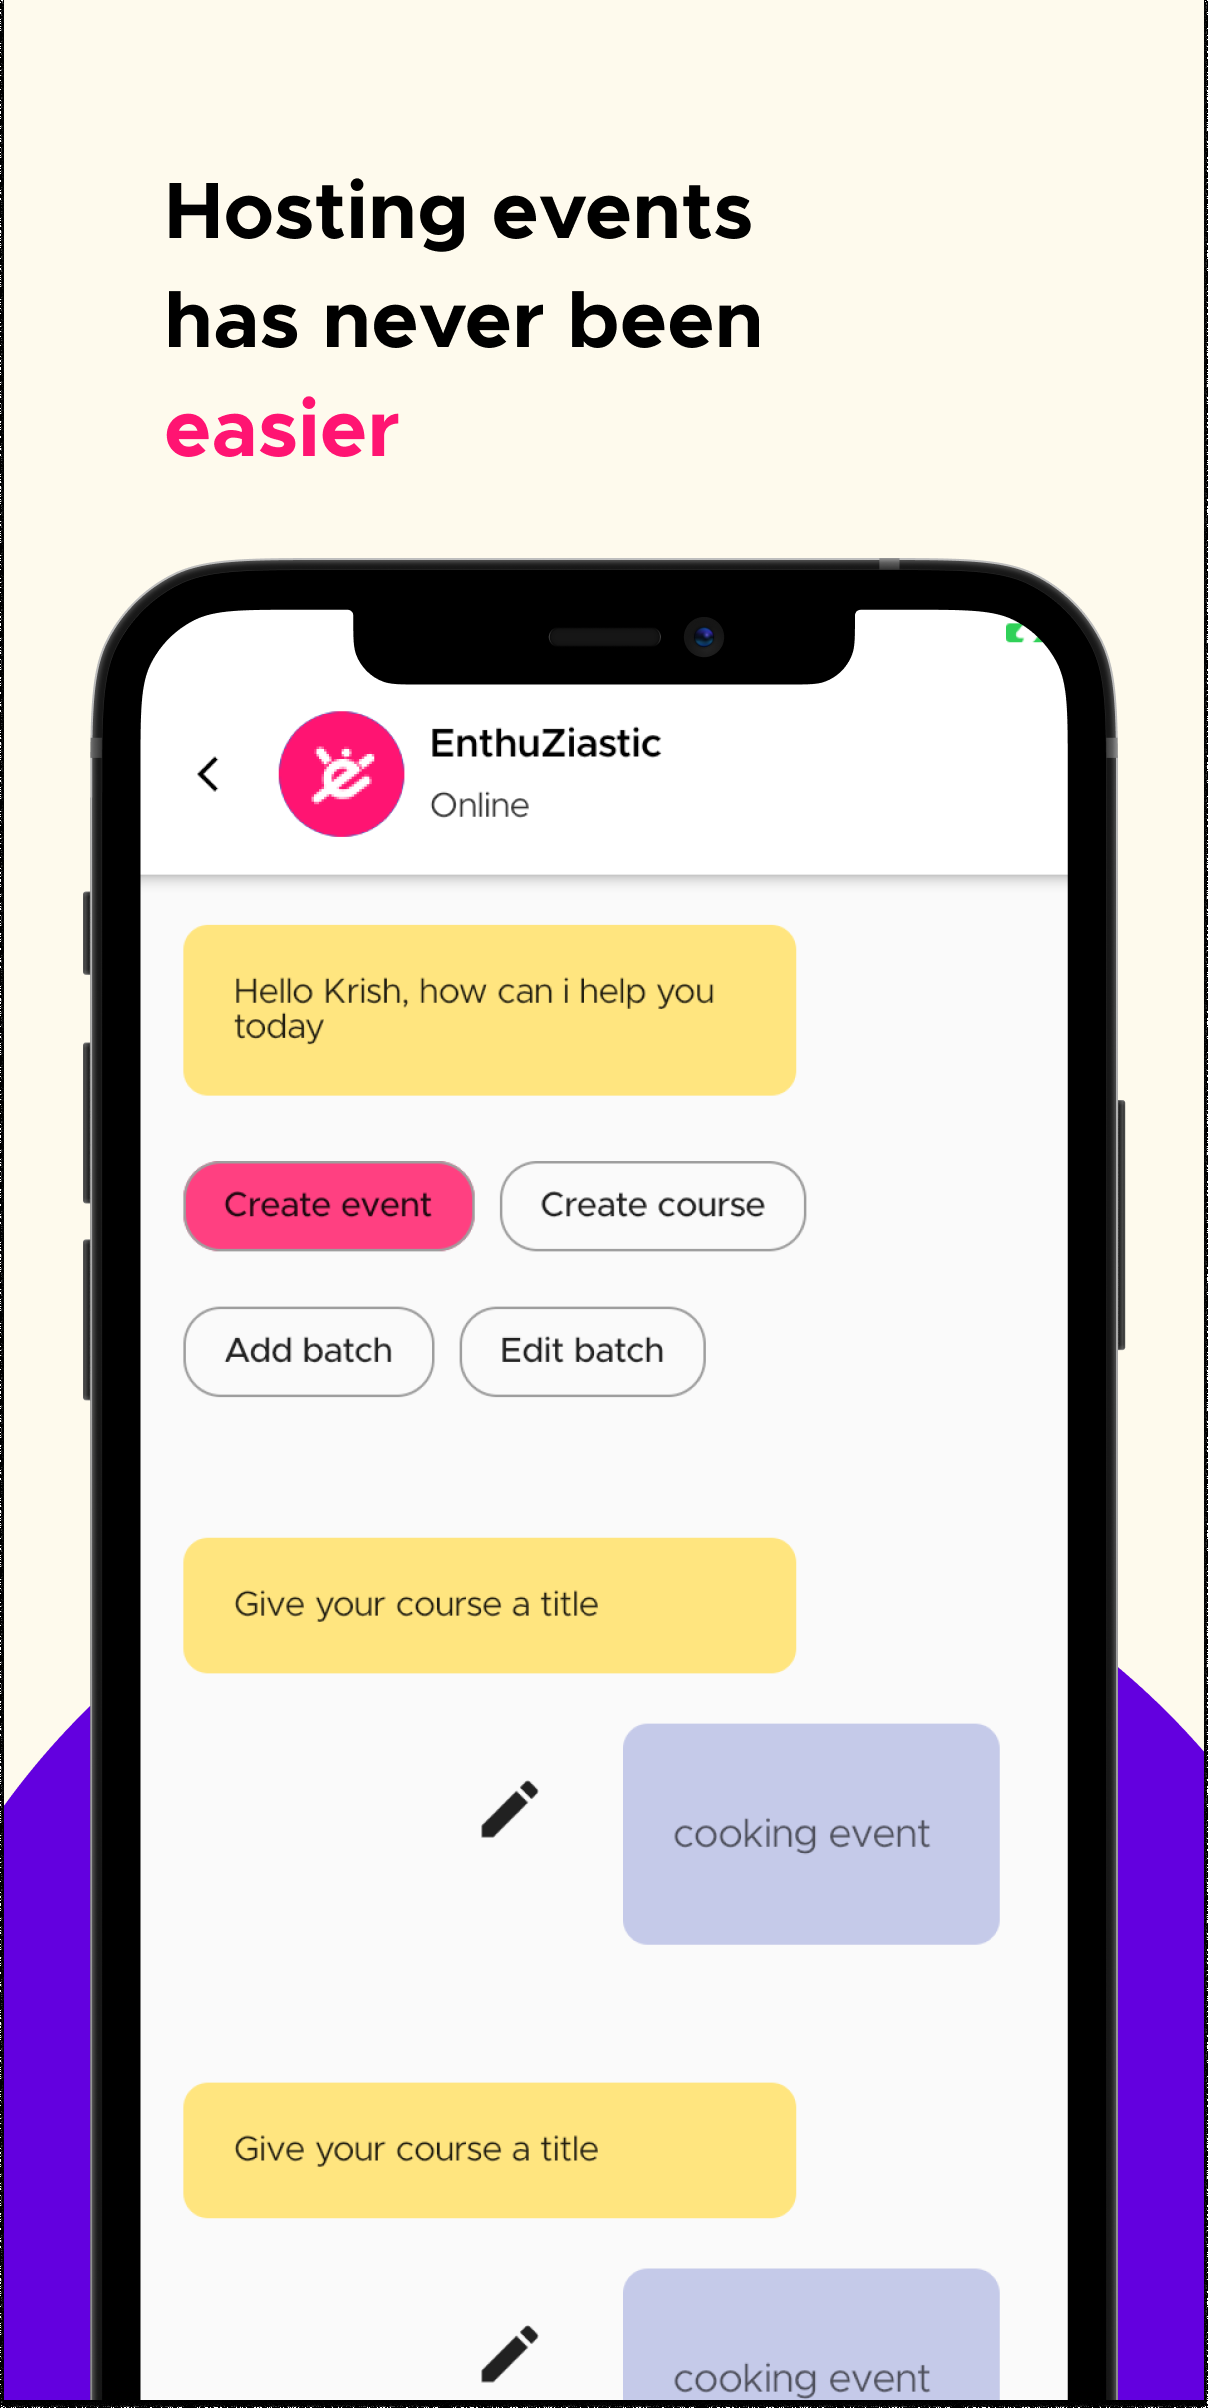 Hosting events
has never been
easier
EnthuZiastic
Online
Hello Krish, how can i help you
today
Create event
Create course
Add batch
Edit batch
Give your course a title
cooking event
Give your course a title
cooking event